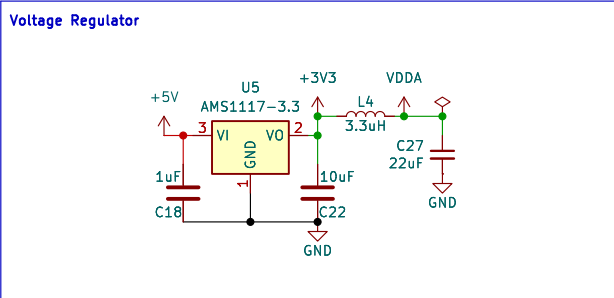 Voltage Regulator
+3V3
VDDA
U5
+5V
AMS1117-3.3
L4
3.3uH
3
VI
VO
2
GND
C27
22uF
1uF
1
10uF
GND
C18
C22
GND